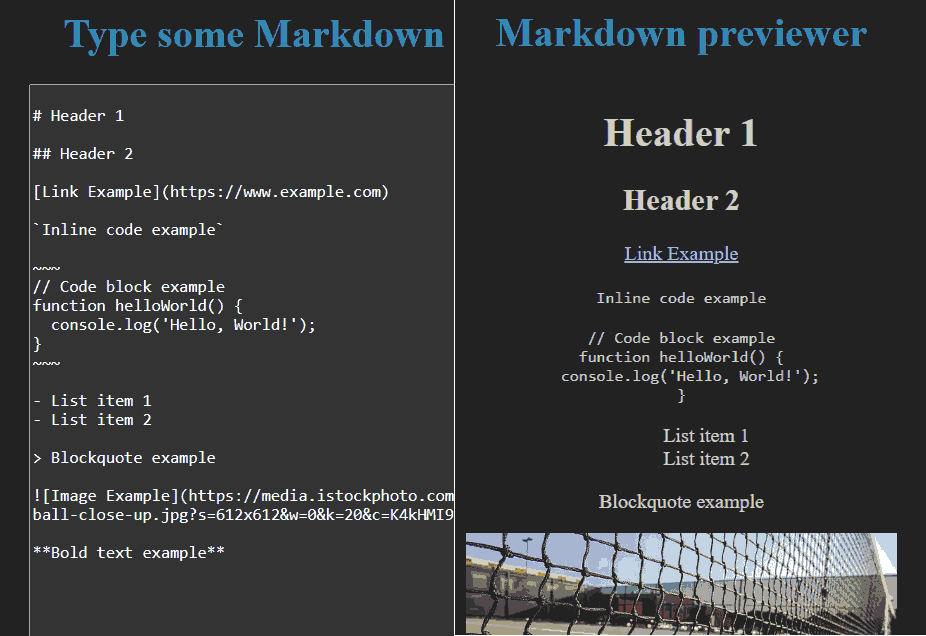 Type some Markdown
# Header 1
## Header 2
[Link Example](https://www.example.com)
`Inline code example`
~~~
// Code block example
function helloWorld() {
  console.log('Hello, World!');
}
~~~
- List item 1
- List item 2
> Blockquote example
![Image Example](https://media.istockphoto.com
ball-close-up.jpg?s=612x612&w=0&k=20&c=K4kHMI9
**Bold text example**
Markdown previewer
Header 1
Header 2
Link Example
Inline code example
// Code block example
function helloWorld() {
console.log('Hello, World!');
}
List item 1
List item 2
Blockquote example